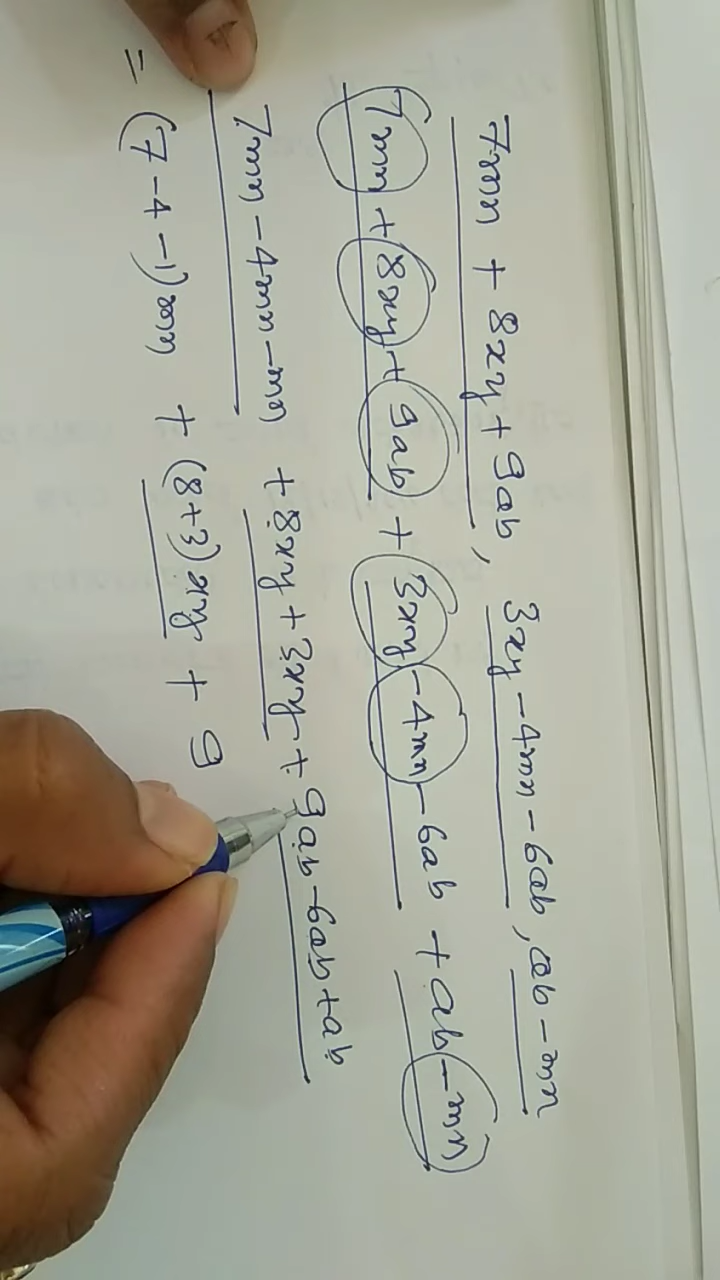 7mn + 8xy + 9ab, 3xy - 4mn - 6ab, ab - mn
7mn + 8xy + 9ab + 3xy - 4mn - 6ab + ab - mn
7mn - 4mn - mn + 8xy + 3xy + 9ab - 6ab + ab
= (7 - 4 - 1)mn + (8 + 3)xy + 9